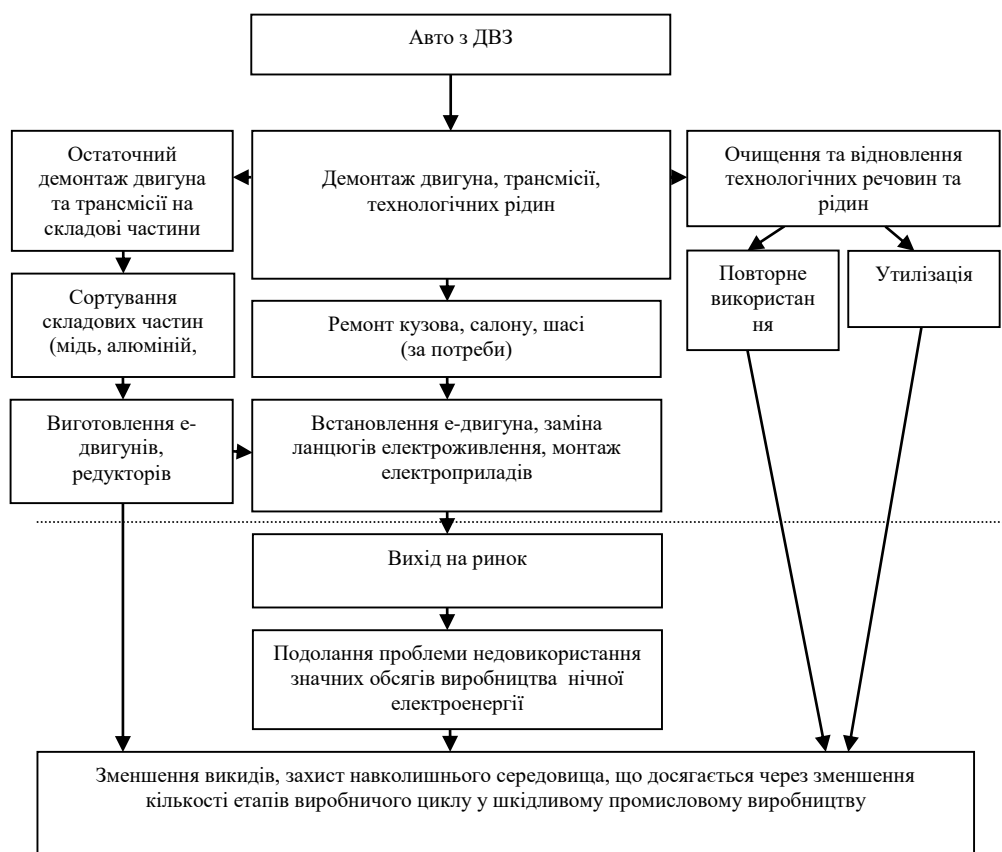 Авто з ДВЗ
Остаточний
демонтаж двигуна
та трансмісії на
складові частини
Демонтаж двигуна, трансмісії,
технологічних рідин
Очищення та відновлення
технологічних речовин та
рідин
Повторне
використан
ня
Утилізація
Сортування
складових частин
(мідь, алюміній,
Ремонт кузова, салону, шасі
(за потреби)
Виготовлення е-
двигунів,
редукторів
Встановлення е-двигуна, заміна
ланцюгів електроживлення, монтаж
електроприладів
Вихід на ринок
Подолання проблеми недовикористання
значних обсягів виробництва нічної
електроенергії
Зменшення викидів, захист навколишнього середовища, що досягається через зменшення
кількості етапів виробничого циклу у шкідливому промисловому виробництву